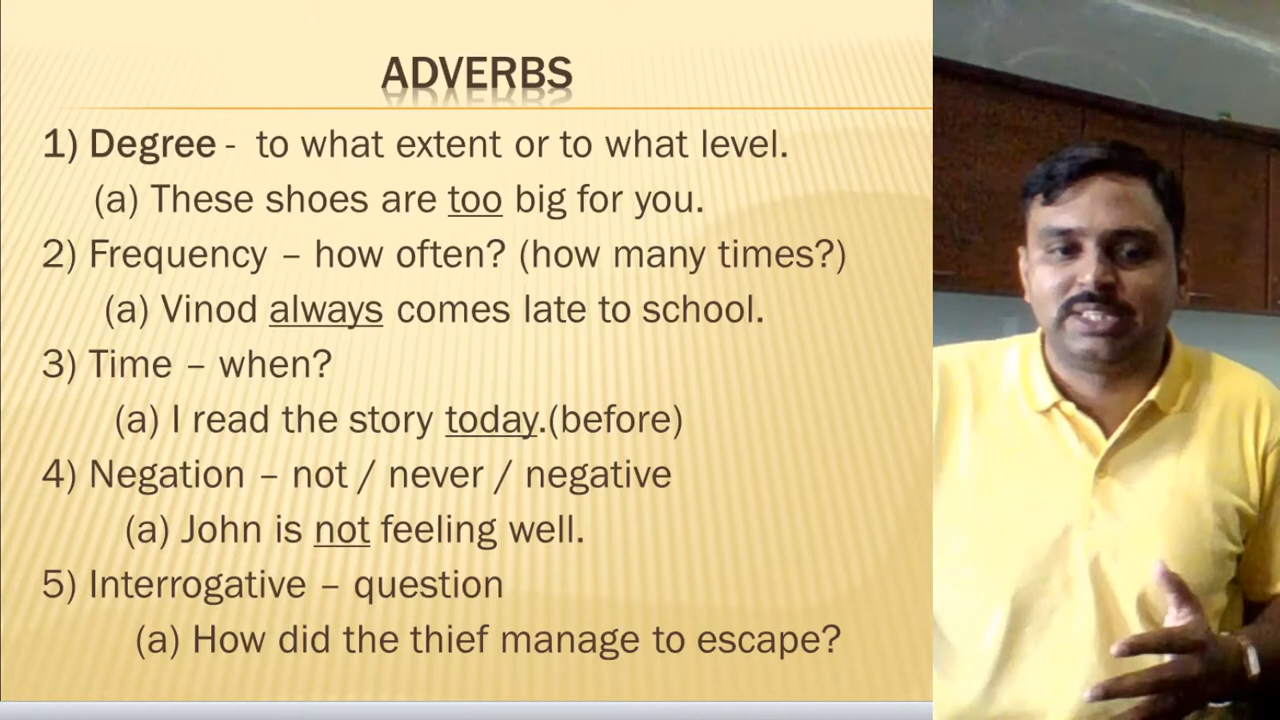 ADVERBS
1) Degree - to what extent or to what level.
(a) These shoes are too big for you.
2) Frequency – how often? (how many times?)
(a) Vinod always comes late to school.
3) Time – when?
(a) I read the story today.(before)
4) Negation – not / never / negative
(a) John is not feeling well.
5) Interrogative – question
(a) How did the thief manage to escape?